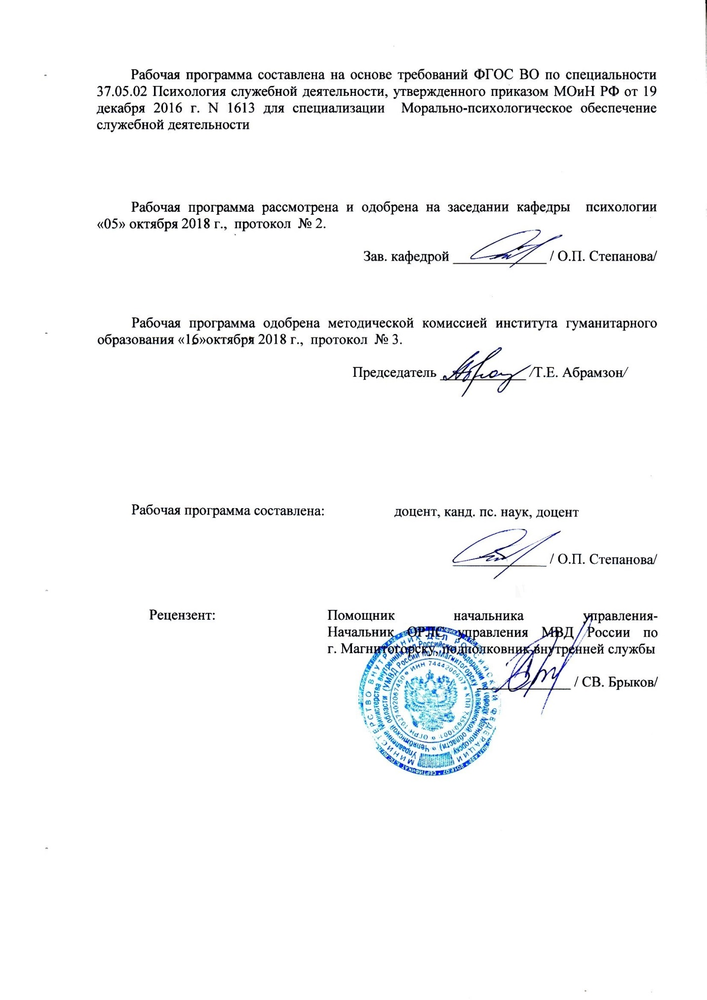 Рабочая программа составлена на основе требований ФГОС ВО по специальности
37.05.02 Психология служебной деятельности, утвержденного приказом МОиН РФ от 19
декабря 2016 г. N 1613 для специализации Морально-психологическое обеспечение
служебной деятельности
Рабочая программа рассмотрена и одобрена на заседании кафедры психологии
«05» октября 2018 г., протокол № 2.
Зав. кафедрой ______________ / О.П. Степанова/
Рабочая программа одобрена методической комиссией института гуманитарного
образования «16»октября 2018 г., протокол № 3.
Председатель _____________ /Т.Е. Абрамзон/
Рабочая программа составлена: доцент, канд. пс. наук, доцент
______________ / О.П. Степанова/
Рецензент: Помощник начальника управления-
Начальник ОРЛС управления МВД России по
г. Магнитогорску, подполковник внутренней службы
______________ / СВ. Брыков/
МИНИСТЕРСТВО ВНУТРЕННИХ ДЕЛ РОССИЙСКОЙ ФЕДЕРАЦИИ
Управление Министерства внутренних дел Российской Федерации по городу Магнитогорску
Челябинской области (УМВД России по г.Магнитогорску Челябинской области) *
ОГРН 1027402067450 * ИНН 7444200607 * КПП 745601001 *